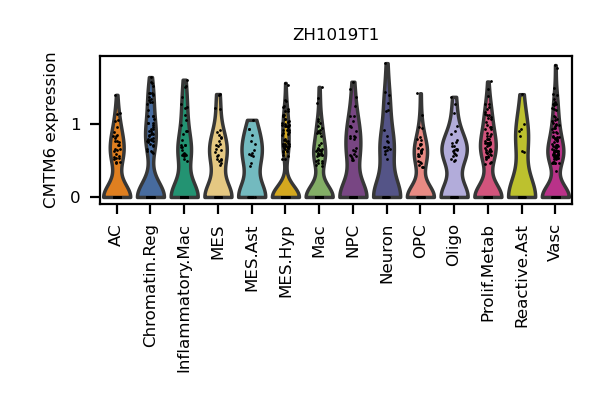 ZH1019T1
CMTM6 expression
1
0
AC
Chromatin.Reg
Inflammatory.Mac
MES
MES.Ast
MES.Hyp
Mac
NPC
Neuron
OPC
Oligo
Prolif.Metab
Reactive.Ast
Vasc